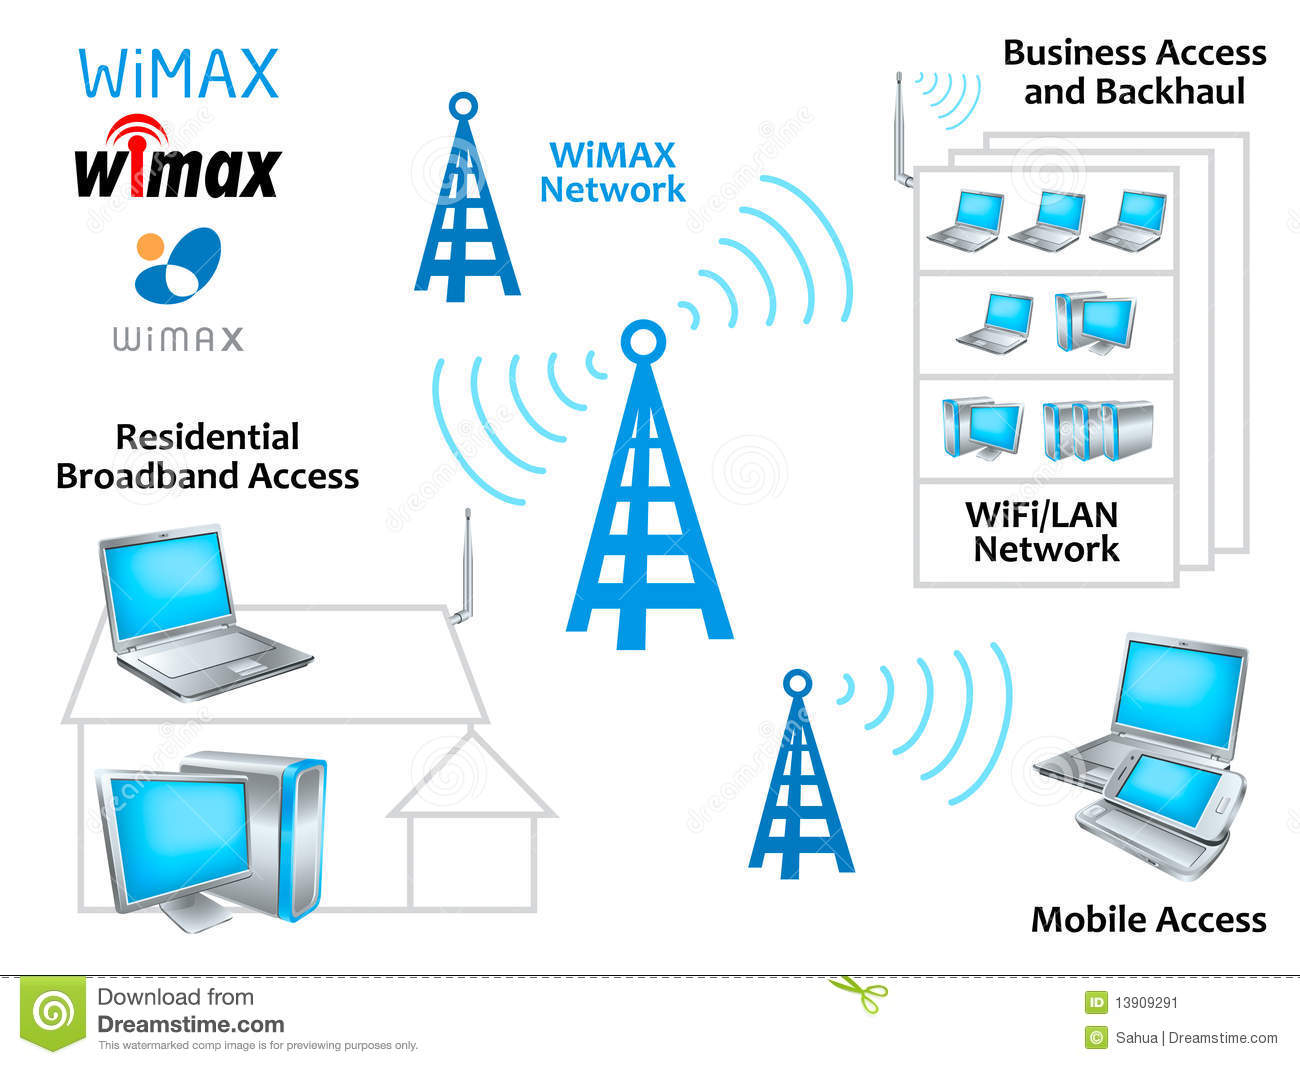 WiMAX
wimax
WiMAX
WiMAX
Network
Business Access
and Backhaul
Residential
Broadband Access
WiFi/LAN
Network
Mobile Access
Download from
Dreamstime.com
This watermarked comp image is for previewing purposes only.
ID 13909291
© Sahua | Dreamstime.com